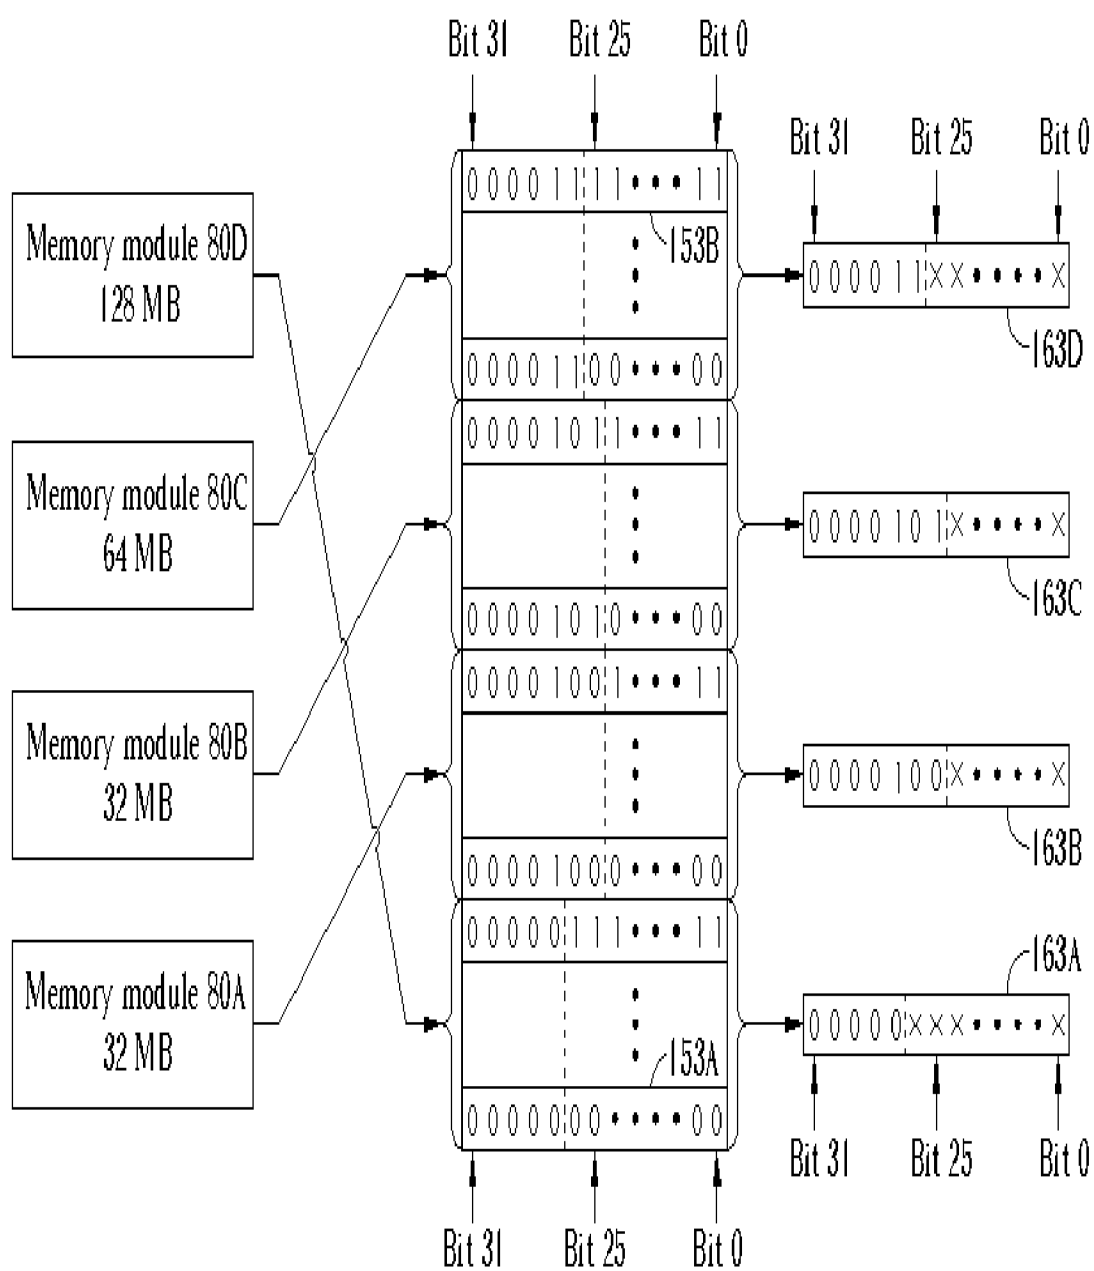 Bit 31 Bit 25 Bit 0
Bit 31 Bit 25 Bit 0
0 0 0 0 1 1 1 1 • • • 1 1
153B
Memory module 80D
128 MB
0 0 0 0 1 1 X X • • • • X
163D
0 0 0 0 1 1 0 0 • • • 0 0
0 0 0 0 1 0 1 1 • • • 1 1
Memory module 80C
64 MB
0 0 0 0 1 0 1 X • • • • X
163C
0 0 0 0 1 0 1 0 • • • 0 0
0 0 0 0 1 0 0 1 • • • 1 1
Memory module 80B
32 MB
0 0 0 0 1 0 0 X • • • • X
163B
0 0 0 0 1 0 0 0 • • • 0 0
0 0 0 0 0 1 1 1 • • • 1 1
163A
Memory module 80A
32 MB
0 0 0 0 0 X X X • • • • X
153A
0 0 0 0 0 0 0 • • • • 0 0
Bit 31 Bit 25 Bit 0
Bit 31 Bit 25 Bit 0